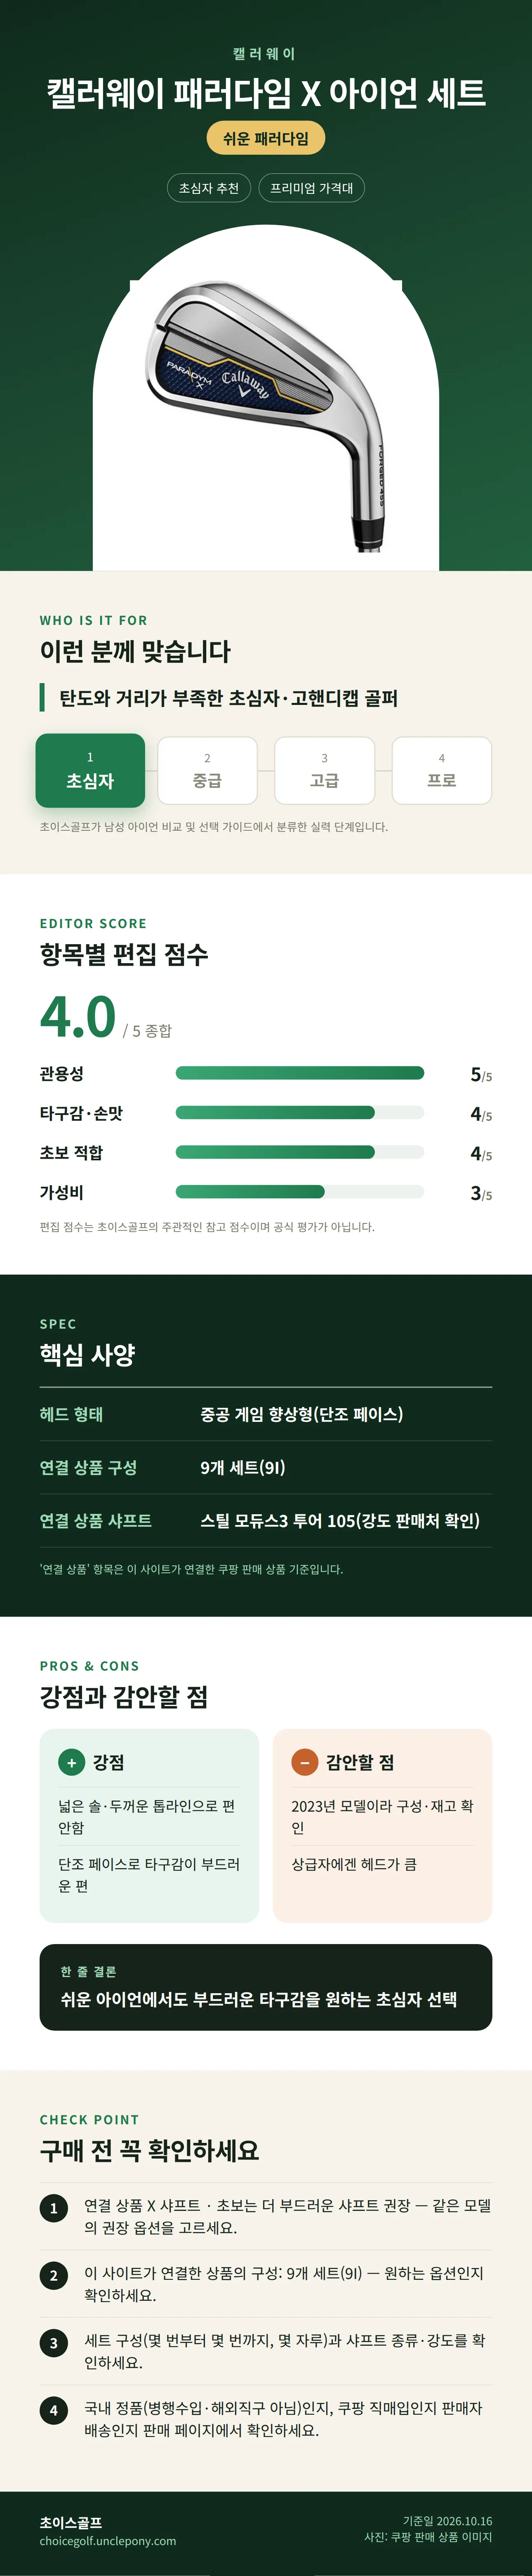 캘러웨이
캘러웨이 패러다임 X 아이언 세트
쉬운 패러다임
초심자 추천
프리미엄 가격대
PARADYM
X
Callaway
FORGED 455
WHO IS IT FOR
이런 분께 맞습니다
탄도와 거리가 부족한 초심자·고핸디캡 골퍼
1
초심자
2
중급
3
고급
4
프로
초이스골프가 남성 아이언 비교 및 선택 가이드에서 분류한 실력 단계입니다.
EDITOR SCORE
항목별 편집 점수
4.0 / 5 종합
관용성 5/5
타구감·손맛 4/5
초보 적합 4/5
가성비 3/5
편집 점수는 초이스골프의 주관적인 참고 점수이며 공식 평가가 아닙니다.
SPEC
핵심 사양
헤드 형태 중공 게임 향상형(단조 페이스)
연결 상품 구성 9개 세트(9I)
연결 상품 샤프트 스틸 모듀스3 투어 105(강도 판매처 확인)
'연결 상품' 항목은 이 사이트가 연결한 쿠팡 판매 상품 기준입니다.
PROS & CONS
강점과 감안할 점
+ 강점
넓은 솔·두꺼운 톱라인으로 편
안함
단조 페이스로 타구감이 부드러
운 편
− 감안할 점
2023년 모델이라 구성·재고 확
인
상급자에겐 헤드가 큼
한 줄 결론
쉬운 아이언에서도 부드러운 타구감을 원하는 초심자 선택
CHECK POINT
구매 전 꼭 확인하세요
1 연결 상품 X 샤프트 · 초보는 더 부드러운 샤프트 권장 — 같은 모델
의 권장 옵션을 고르세요.
2 이 사이트가 연결한 상품의 구성: 9개 세트(9I) — 원하는 옵션인지
확인하세요.
3 세트 구성(몇 번부터 몇 번까지, 몇 자루)과 샤프트 종류·강도를 확
인하세요.
4 국내 정품(병행수입·해외직구 아님)인지, 쿠팡 직매입인지 판매자
배송인지 판매 페이지에서 확인하세요.
초이스골프
choicegolf.unclepony.com
기준일 2026.10.16
사진: 쿠팡 판매 상품 이미지